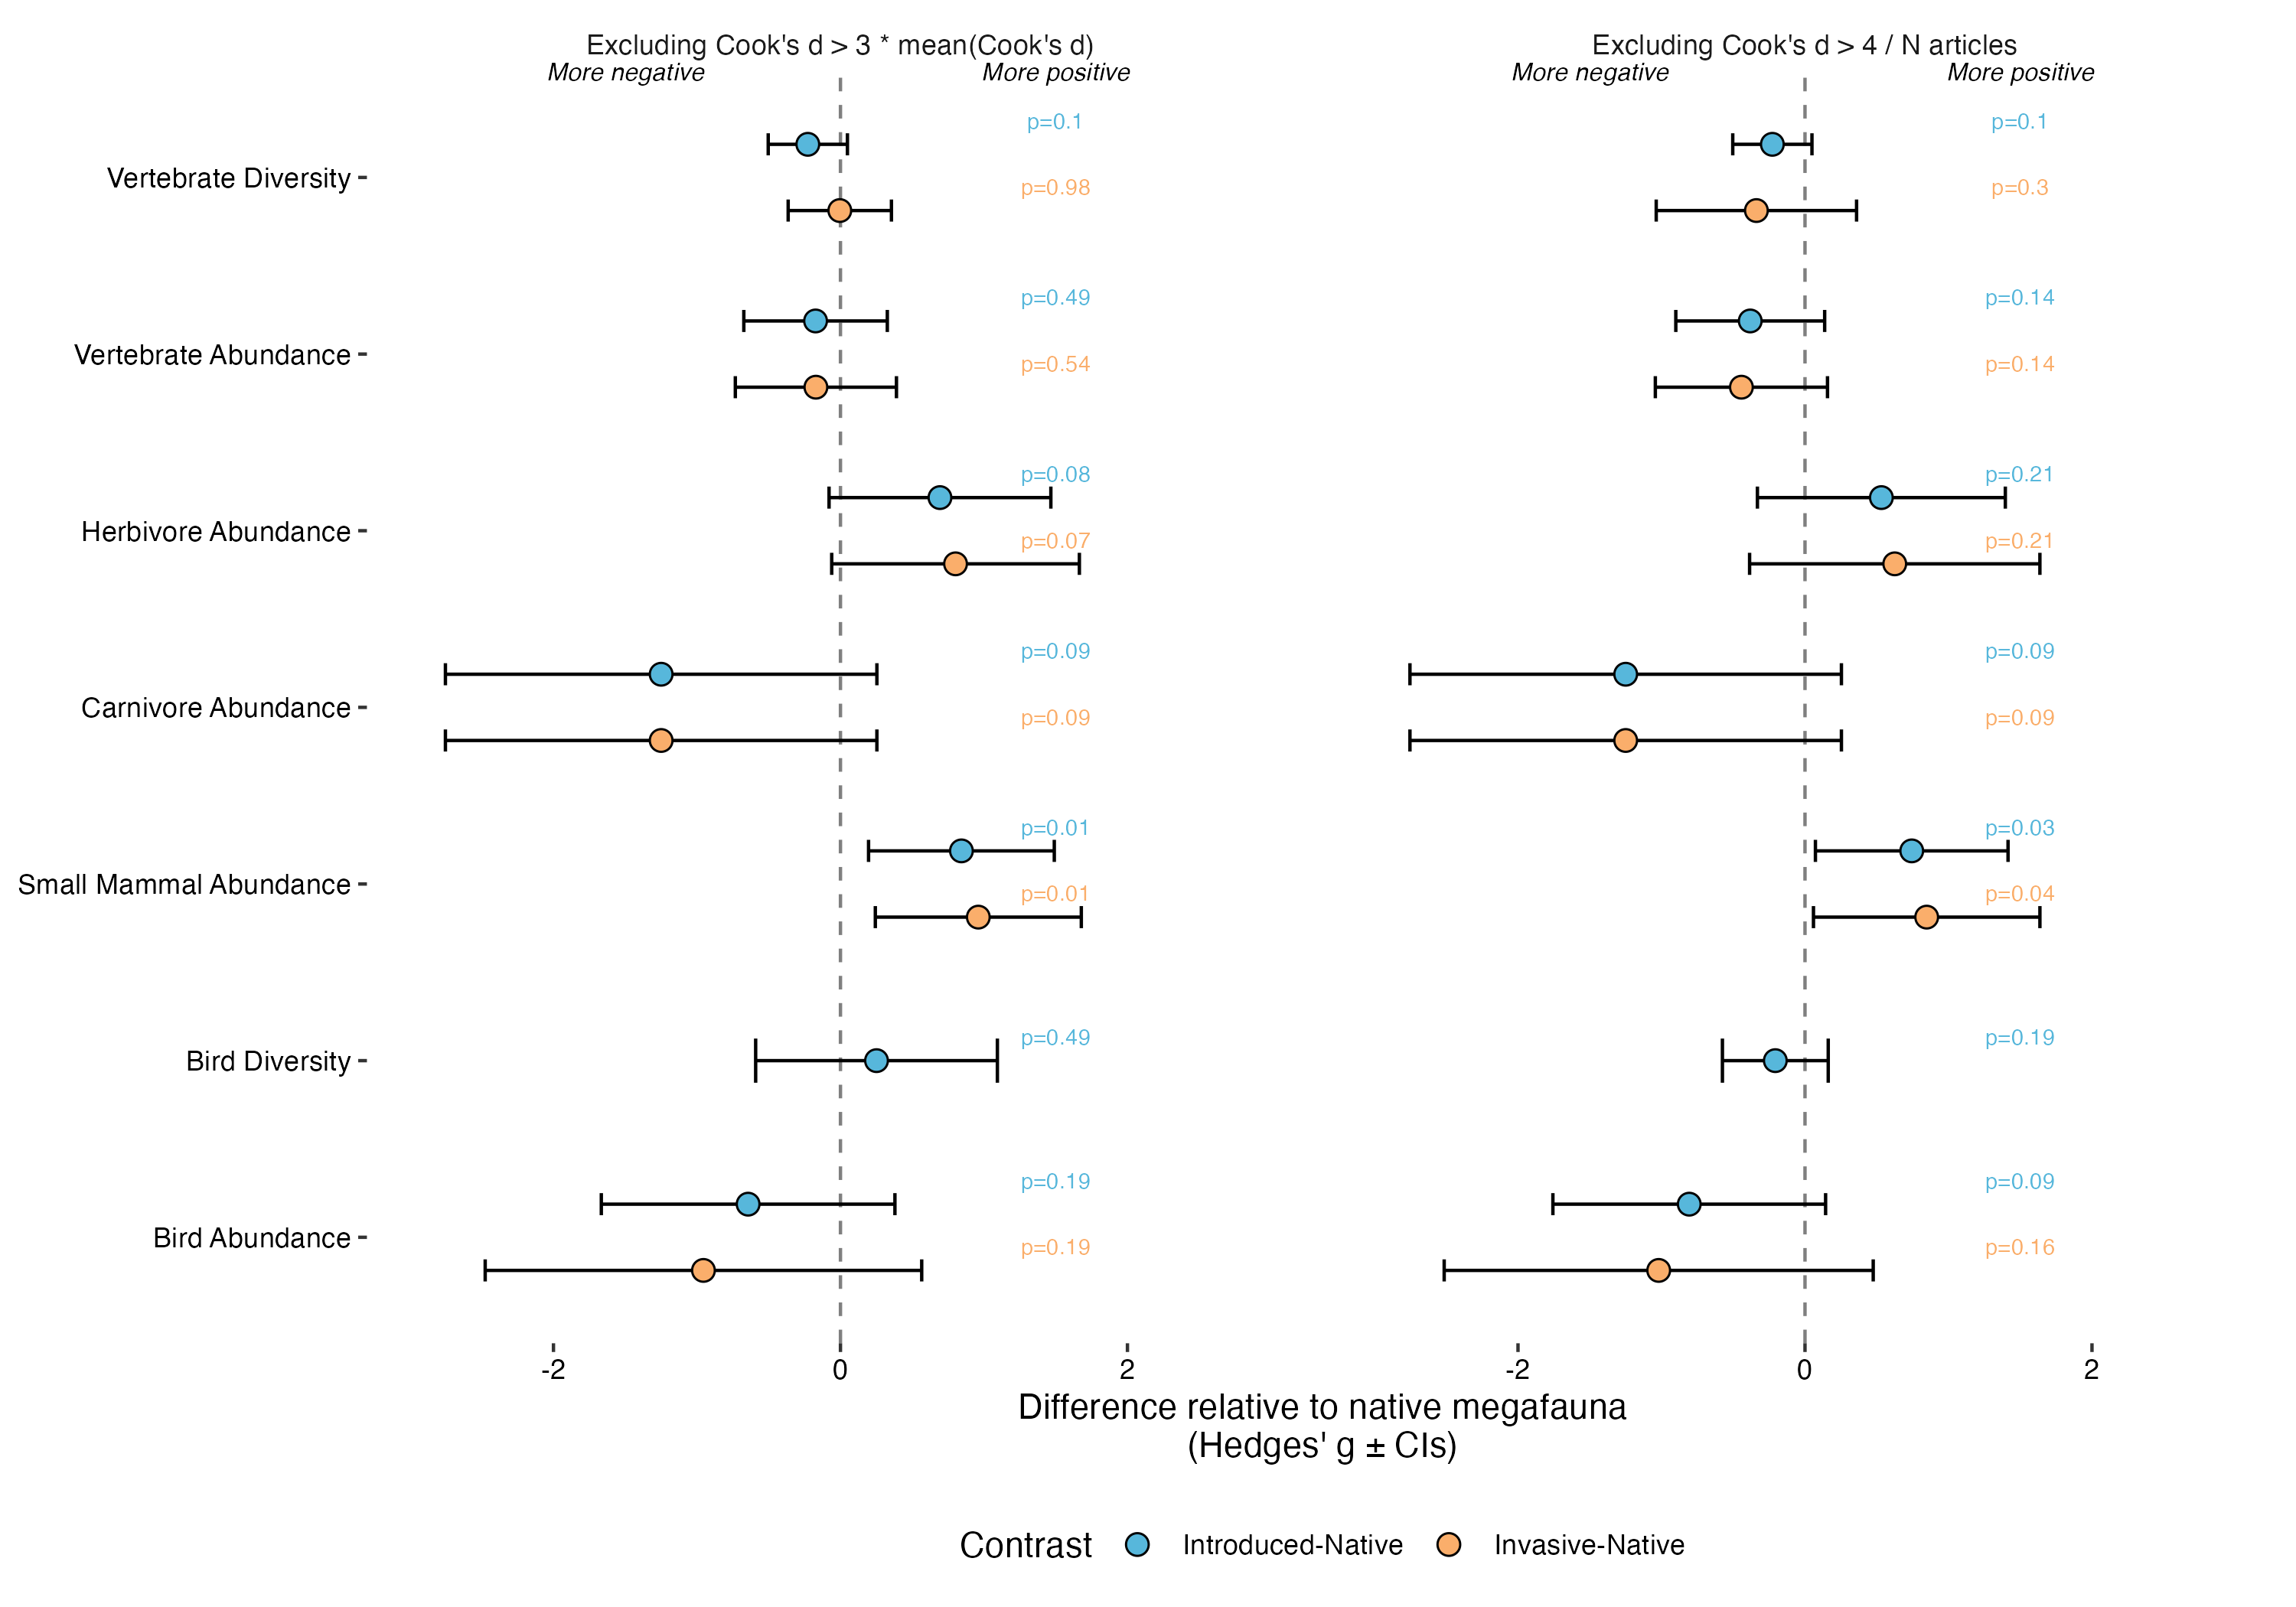 Excluding Cook's d > 3 * mean(Cook's d)
Excluding Cook's d > 4 / N articles
More negative
More positive
More negative
More positive
Vertebrate Diversity
p=0.1
p=0.98
p=0.1
p=0.3
Vertebrate Abundance
p=0.49
p=0.54
p=0.14
p=0.14
Herbivore Abundance
p=0.08
p=0.07
p=0.21
p=0.21
Carnivore Abundance
p=0.09
p=0.09
p=0.09
p=0.09
Small Mammal Abundance
p=0.01
p=0.01
p=0.03
p=0.04
Bird Diversity
p=0.49
p=0.19
Bird Abundance
p=0.19
p=0.19
p=0.09
p=0.16
-2
0
2
-2
0
2
Difference relative to native megafauna
(Hedges' g ± CIs)
Contrast
Introduced-Native
Invasive-Native